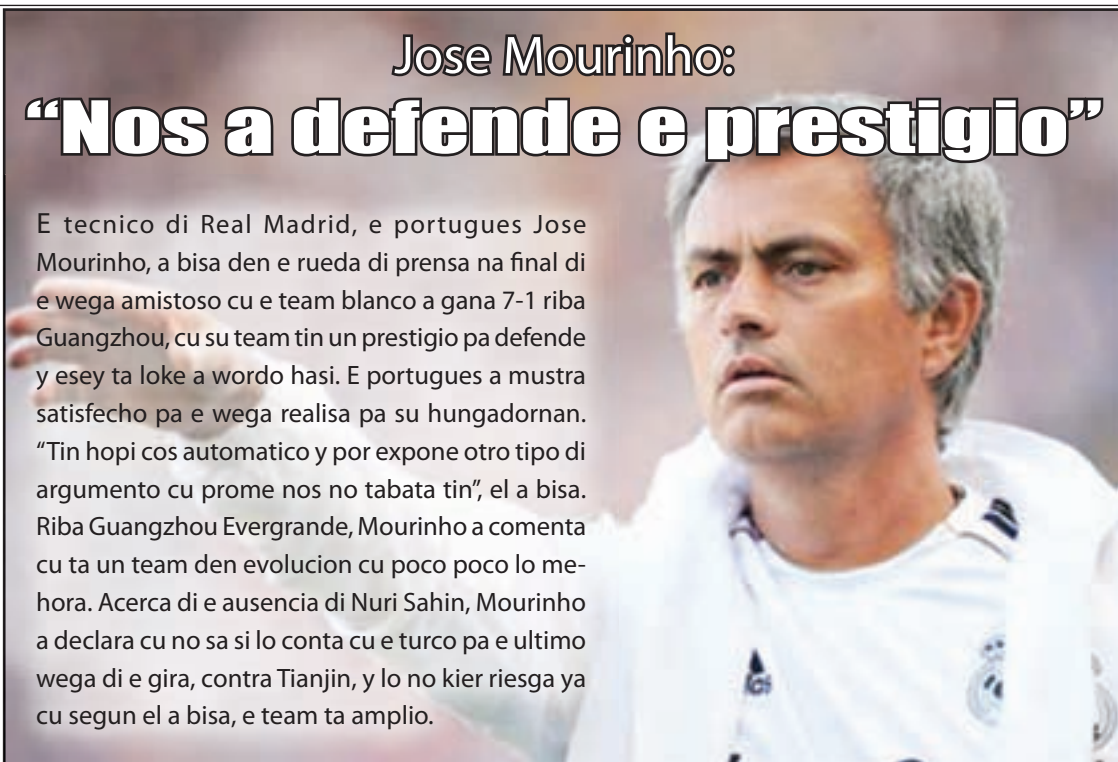 Jose Mourinho:
“Nos a defende e prestigio”
E tecnico di Real Madrid, e portugues Jose
Mourinho, a bisa den e rueda di prensa na final di
e wega amistoso cu e team blanco a gana 7-1 riba
Guangzhou, cu su team tin un prestigio pa defende
y esey ta loke a wordo hasi. E portugues a mustra
satisfecho pa e wega realisa pa su hungadornan.
“Tin hopi cos automatico y por expone otro tipo di
argumento cu prome nos no tabata tin”, el a bisa.
Riba Guangzhou Evergrande, Mourinho a comenta
cu ta un team den evolucion cu poco poco lo me-
hora. Acerca di e ausencia di Nuri Sahin, Mourinho
a declara cu no sa si lo conta cu e turco pa e ultimo
wega di e gira, contra Tianjin, y lo no kier riesga ya
cu segun el a bisa, e team ta amplio.